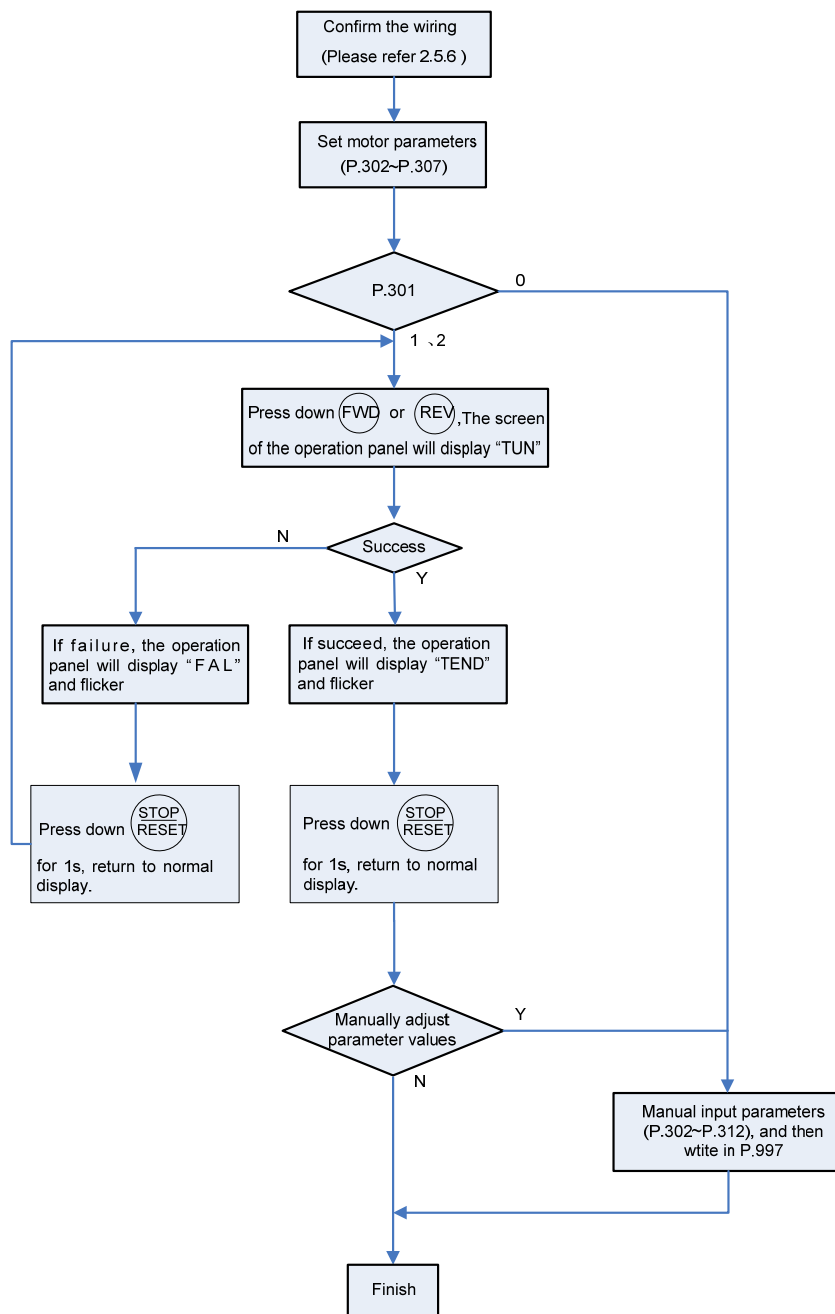 Confirm the wiring
(Please refer 2.5.6 )
Set motor parameters
(P.302~P.307)
P.301
0
1 、2
Press down FWD or REV ,The screen
of the operation panel will display “TUN”
N
Success
Y
If failure, the operation
panel will display “FAL”
and flicker
If succeed, the operation
panel will display “TEND”
and flicker
Press down STOP
RESET
for 1s, return to normal
display.
Press down STOP
RESET
for 1s, return to normal
display.
Manually adjust
parameter values
Y
N
Manual input parameters
(P.302~P.312), and then
wtite in P.997
Finish